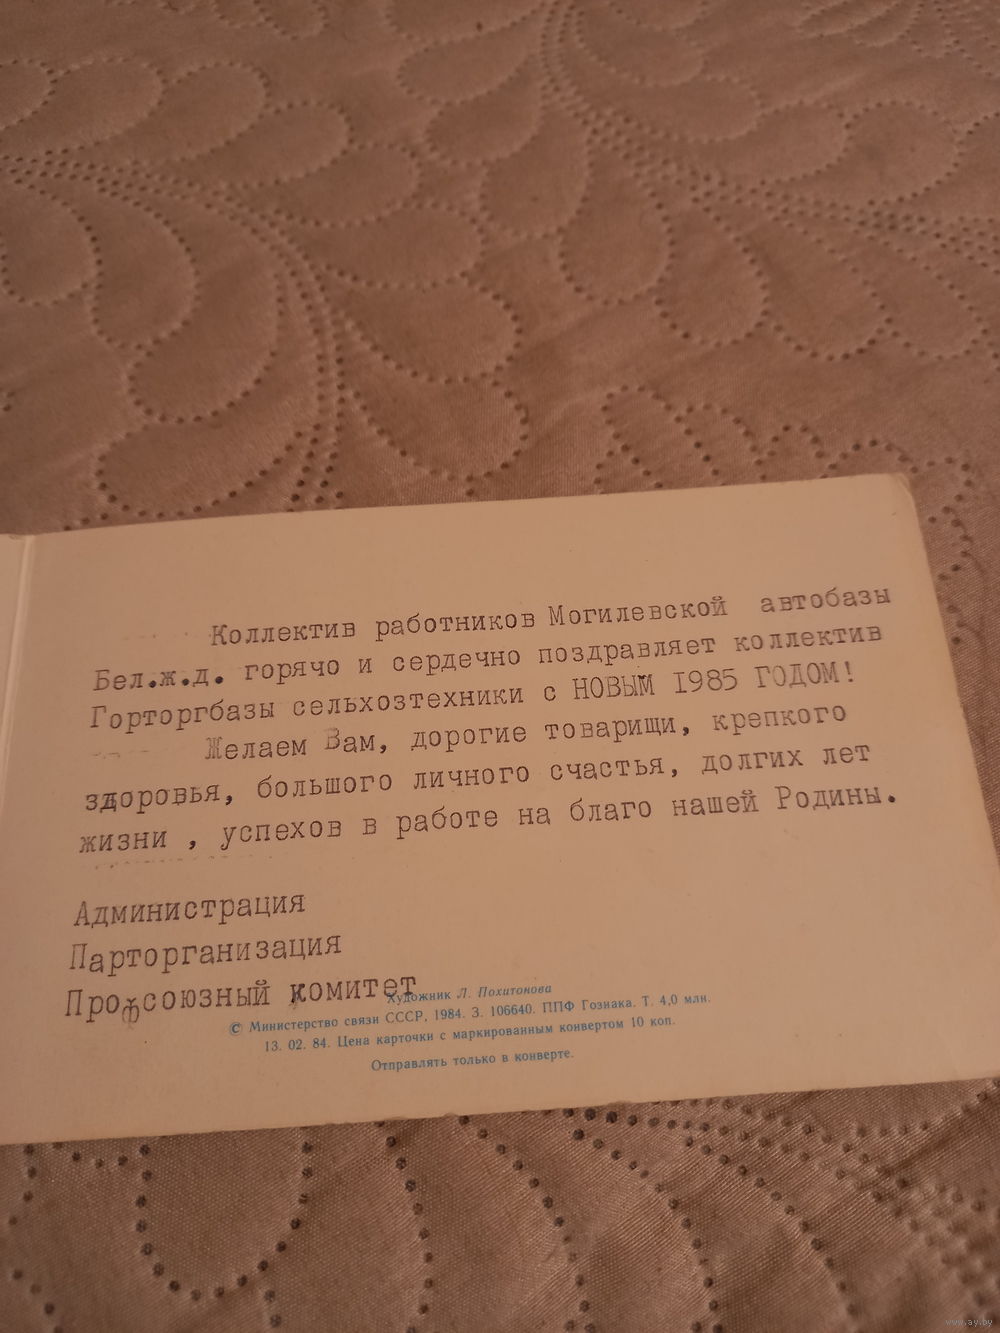 Коллектив работников Могилевской автобазы
Бел.ж.д. горячо и сердечно поздравляет коллектив
Горторгбазы сельхозтехники с НОВЫМ 1985 ГОДОМ!
Желаем Вам, дорогие товарищи, крепкого
здоровья, большого личного счастья, долгих лет
жизни , успехов в работе на благо нашей Родины.
Администрация
Парторганизация
Профсоюзный комитет
Художник Л. Похитонова
© Министерство связи СССР, 1984. З. 106640. ППФ Гознака. Т. 4,0 млн.
13. 02. 84. Цена карточки с маркированным конвертом 10 коп.
Отправлять только в конверте.
www.ay.by